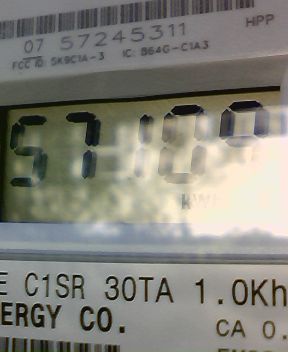 07 57245311
HPP
FCC ID: SK9C1A-3 IC: 864G-C1A3
kWh
E C1SR 30TA 1.0Kh
ERGY CO.
CA 0.